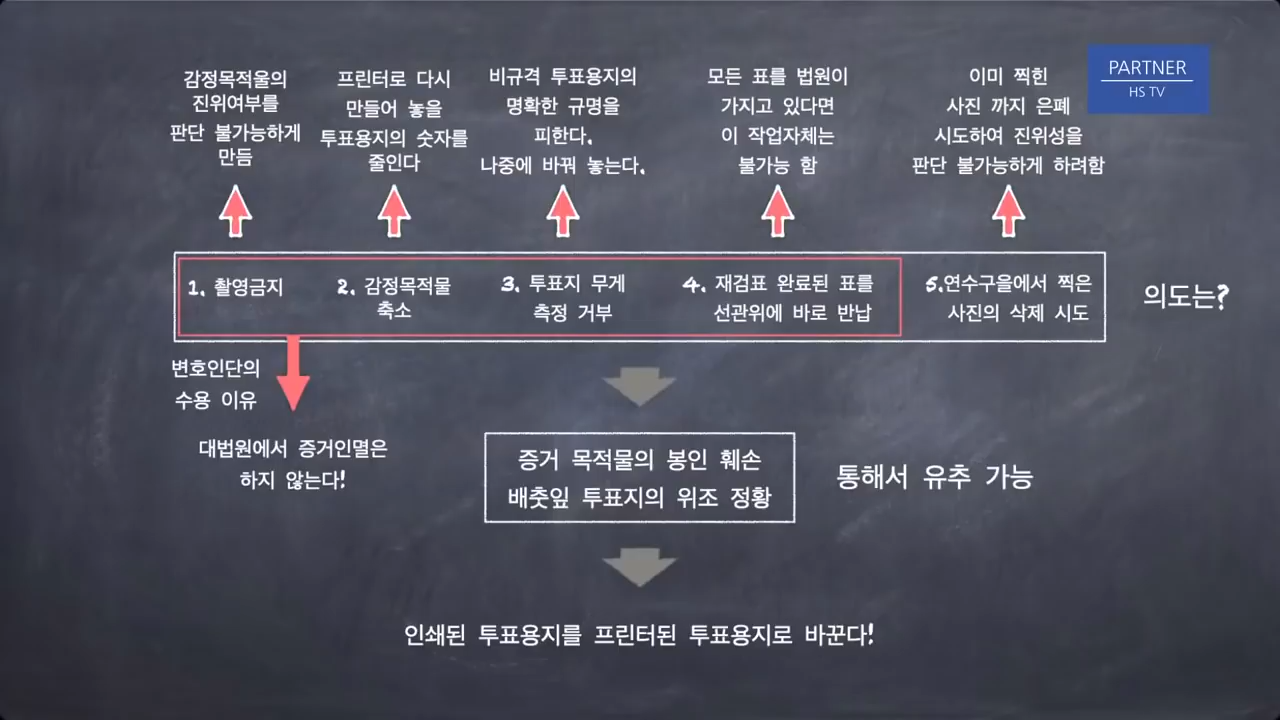 PARTNER
HS TV
감정목적울의
진위여부를
판단 불가능하게
만듬
프린터로 다시
만들어 놓을
투표용지의 숫자를
줄인다
비규격 투표용지의
명확한 규명을
피한다.
나중에 바꿔 놓는다.
모든 표를 법원이
가지고 있다면
이 작업자체는
불가능 함
이미 찍힌
사진 까지 은폐
시도하여 진위성을
판단 불가능하게 하려함
1. 촬영금지
2. 감정목적물
축소
3. 투표지 무게
측정 거부
4. 재검표 완료된 표를
선관위에 바로 반납
5.연수구을에서 찍은
사진의 삭제 시도
의도는?
변호인단의
수용 이유
대법원에서 증거인멸은
하지 않는다!
증거 목적물의 봉인 훼손
배춧잎 투표지의 위조 정황
통해서 유추 가능
인쇄된 투표용지를 프린터된 투표용지로 바꾼다!